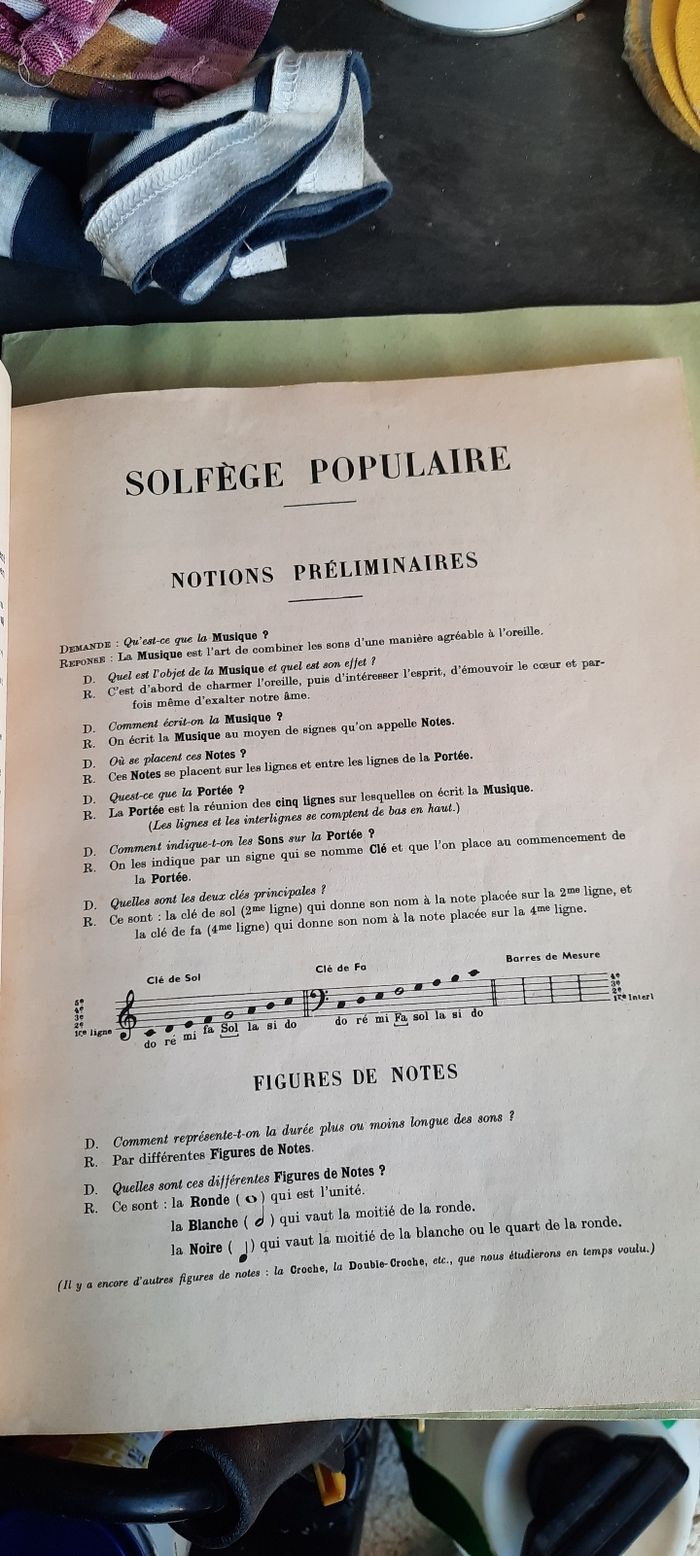 SOLFÈGE POPULAIRE
NOTIONS PRÉLIMINAIRES
DEMANDE : Qu'est-ce que la Musique ?
REPONSE : La Musique est l'art de combiner les sons d'une manière agréable à l'oreille.
D. Quel est l'objet de la Musique et quel est son effet ?
R. C'est d'abord de charmer l'oreille, puis d'intéresser l'esprit, d'émouvoir le cœur et par-
fois même d'exalter notre âme.
D. Comment écrit-on la Musique ?
R. On écrit la Musique au moyen de signes qu'on appelle Notes.
D. Où se placent ces Notes ?
R. Ces Notes se placent sur les lignes et entre les lignes de la Portée.
D. Quest-ce que la Portée ?
R. La Portée est la réunion des cinq lignes sur lesquelles on écrit la Musique.
(Les lignes et les interlignes se comptent de bas en haut.)
D. Comment indique-t-on les Sons sur la Portée ?
R. On les indique par un signe qui se nomme Clé et que l'on place au commencement de
la Portée.
D. Quelles sont les deux clés principales ?
R. Ce sont : la clé de sol (2me ligne) qui donne son nom à la note placée sur la 2me ligne, et
la clé de fa (4me ligne) qui donne son nom à la note placée sur la 4me ligne.
Clé de Sol Clé de Fa Barres de Mesure
5e
4e
3e
2e
1re ligne
4e
3e
2e
1re Interl
do ré mi fa Sol la si do do ré mi Fa sol la si do
FIGURES DE NOTES
D. Comment représente-t-on la durée plus ou moins longue des sons ?
R. Par différentes Figures de Notes.
D. Quelles sont ces différentes Figures de Notes ?
R. Ce sont : la Ronde ( ) qui est l'unité.
la Blanche ( ) qui vaut la moitié de la ronde.
la Noire ( ) qui vaut la moitié de la blanche ou le quart de la ronde.
(Il y a encore d'autres figures de notes : la Croche, la Double-Croche, etc., que nous étudierons en temps voulu.)